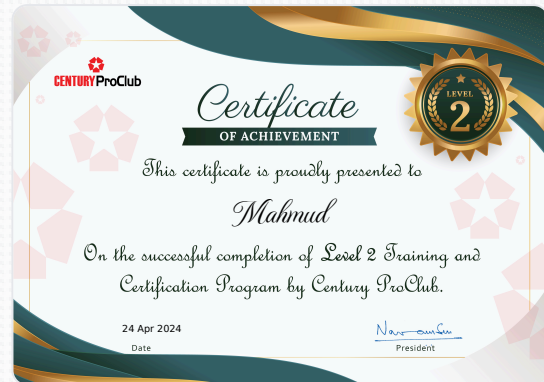 CENTURY ProClub
LEVEL
2
Certificate
OF ACHIEVEMENT
This certificate is proudly presented to
Mahmud
On the successful completion of Level 2 Training and
Certification Program by Century ProClub.
24 Apr 2024
Date
President